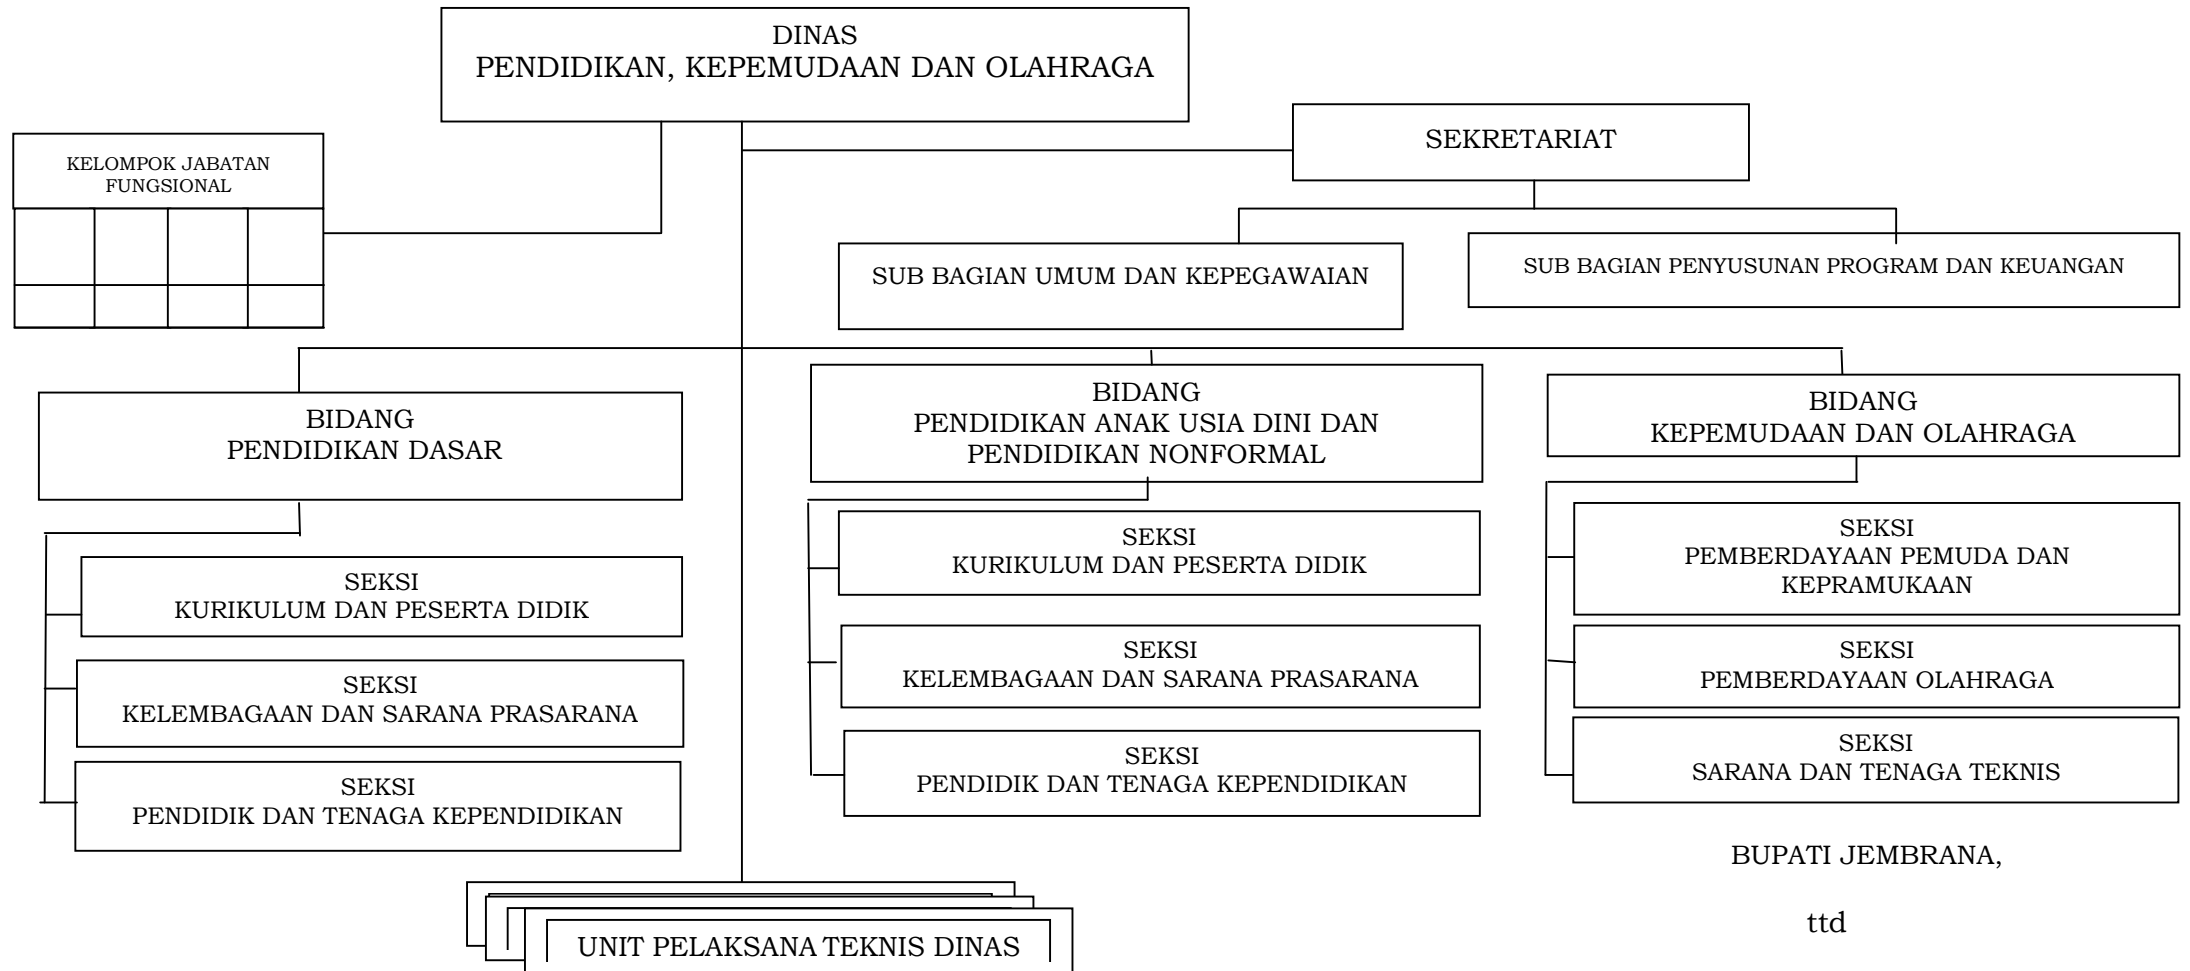 DINAS
PENDIDIKAN, KEPEMUDAAN DAN OLAHRAGA
SEKRETARIAT
KELOMPOK JABATAN
FUNGSIONAL
SUB BAGIAN UMUM DAN KEPEGAWAIAN
SUB BAGIAN PENYUSUNAN PROGRAM DAN KEUANGAN
BIDANG
PENDIDIKAN DASAR
SEKSI
KURIKULUM DAN PESERTA DIDIK
SEKSI
KELEMBAGAAN DAN SARANA PRASARANA
SEKSI
PENDIDIK DAN TENAGA KEPENDIDIKAN
BIDANG
PENDIDIKAN ANAK USIA DINI DAN
PENDIDIKAN NONFORMAL
SEKSI
KURIKULUM DAN PESERTA DIDIK
SEKSI
KELEMBAGAAN DAN SARANA PRASARANA
SEKSI
PENDIDIK DAN TENAGA KEPENDIDIKAN
BIDANG
KEPEMUDAAN DAN OLAHRAGA
SEKSI
PEMBERDAYAAN PEMUDA DAN
KEPRAMUKAAN
SEKSI
PEMBERDAYAAN OLAHRAGA
SEKSI
SARANA DAN TENAGA TEKNIS
UNIT PELAKSANA TEKNIS DINAS
BUPATI JEMBRANA,
ttd